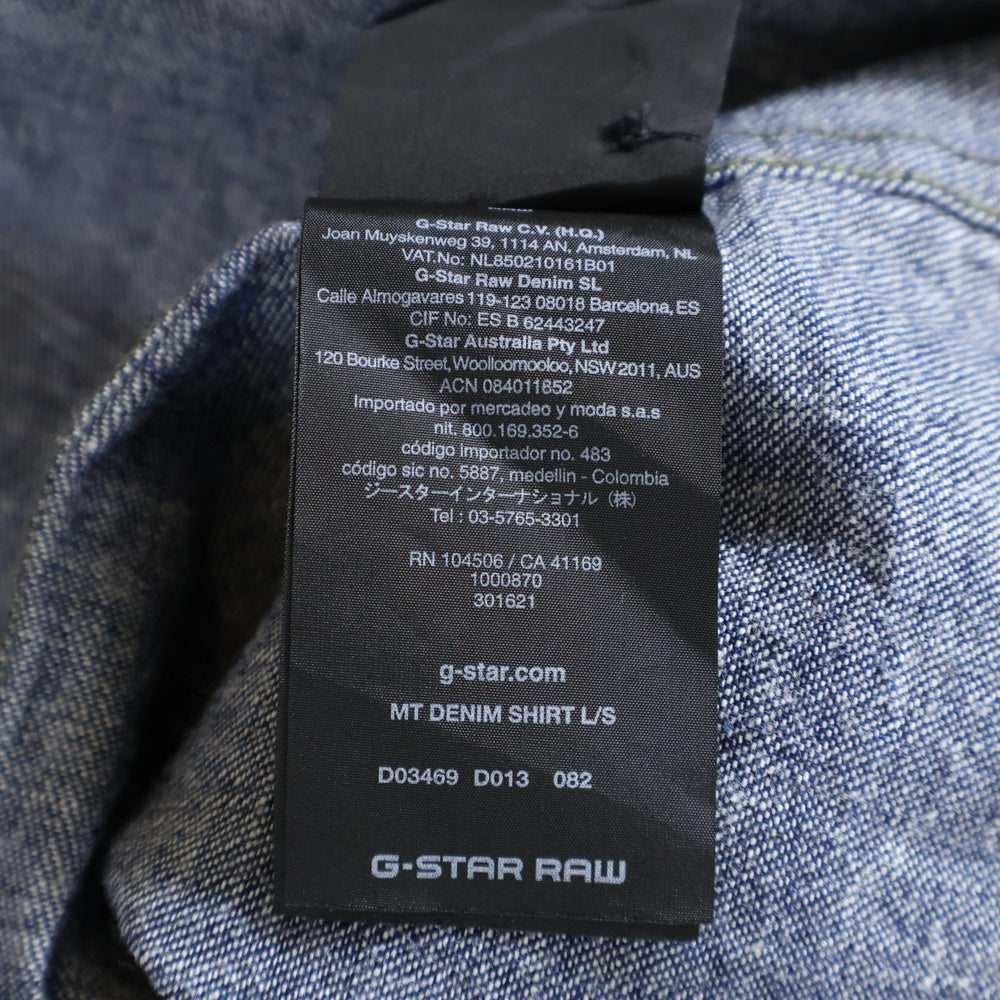 G-Star Raw C.V. (H.Q.)
Joan Muyskenweg 39, 1114 AN, Amsterdam, NL
VAT.No: NL850210161B01
G-Star Raw Denim SL
Calle Almogavares 119-123 08018 Barcelona, ES
CIF No: ES B 62443247
G-Star Australia Pty Ltd
120 Bourke Street, Woolloomooloo, NSW 2011, AUS
ACN 084011652
Importado por mercadeo y moda s.a.s
nit. 800.169.352-6
código importador no. 483
código sic no. 5887, medellin - Colombia
ジースターインターナショナル (株)
Tel : 03-5765-3301
RN 104506 / CA 41169
1000870
301621
g-star.com
MT DENIM SHIRT L/S
D03469 D013 082
G-STAR RAW